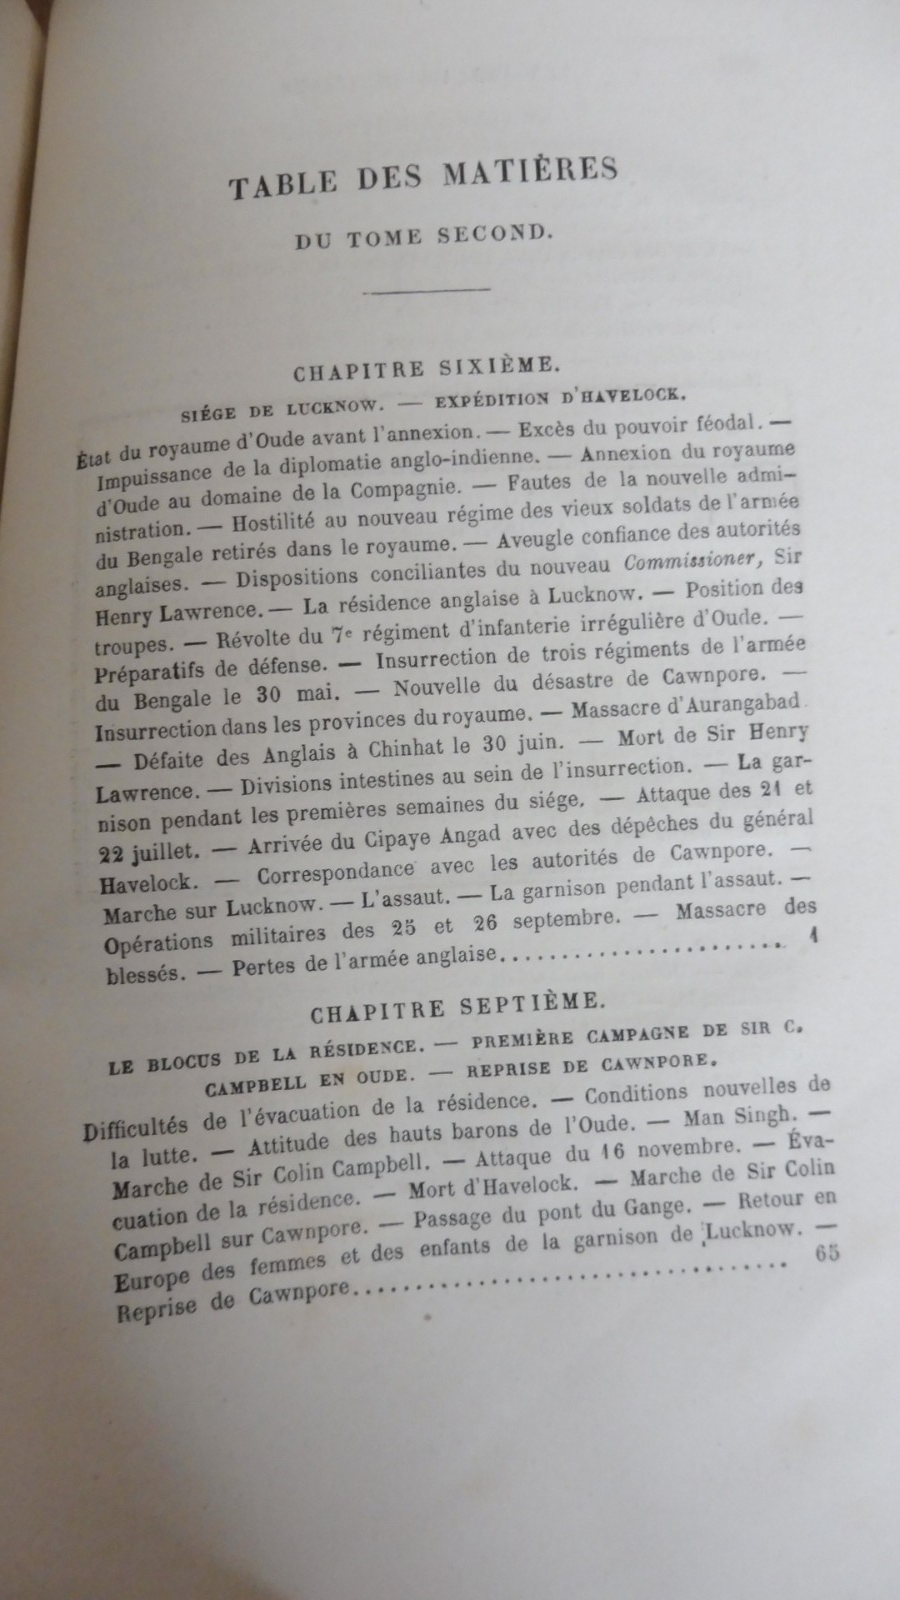 TABLE DES MATIÈRES
DU TOME SECOND.
CHAPITRE SIXIÈME.
SIÉGE DE LUCKNOW. — EXPÉDITION D'HAVELOCK.
État du royaume d'Oude avant l'annexion. — Excès du pouvoir féodal. —
Impuissance de la diplomatie anglo-indienne. — Annexion du royaume
d'Oude au domaine de la Compagnie. — Fautes de la nouvelle admi-
nistration. — Hostilité au nouveau régime des vieux soldats de l'armée
du Bengale retirés dans le royaume. — Aveugle confiance des autorités
anglaises. — Dispositions conciliantes du nouveau Commissioner, Sir
Henry Lawrence. — La résidence anglaise à Lucknow. — Position des
troupes. — Révolte du 7e régiment d'infanterie irrégulière d'Oude. —
Préparatifs de défense. — Insurrection de trois régiments de l'armée
du Bengale le 30 mai. — Nouvelle du désastre de Cawnpore. —
Insurrection dans les provinces du royaume. — Massacre d'Aurangabad.
— Défaite des Anglais à Chinhat le 30 juin. — Mort de Sir Henry
Lawrence. — Divisions intestines au sein de l'insurrection. — La gar-
nison pendant les premières semaines du siége. — Attaque des 21 et
22 juillet. — Arrivée du Cipaye Angad avec des dépêches du général
Havelock. — Correspondance avec les autorités de Cawnpore. —
Marche sur Lucknow. — L'assaut. — La garnison pendant l'assaut. —
Opérations militaires des 25 et 26 septembre. — Massacre des
blessés. — Pertes de l'armée anglaise........................ 1
CHAPITRE SEPTIÈME.
LE BLOCUS DE LA RÉSIDENCE. — PREMIÈRE CAMPAGNE DE SIR C.
CAMPBELL EN OUDE. — REPRISE DE CAWNPORE.
Difficultés de l'évacuation de la résidence. — Conditions nouvelles de
la lutte. — Attitude des hauts barons de l'Oude. — Man Singh. —
Marche de Sir Colin Campbell. — Attaque du 16 novembre. — Éva-
cuation de la résidence. — Mort d'Havelock. — Marche de Sir Colin
Campbell sur Cawnpore. — Passage du pont du Gange. — Retour en
Europe des femmes et des enfants de la garnison de Lucknow. —
Reprise de Cawnpore.................................... 65